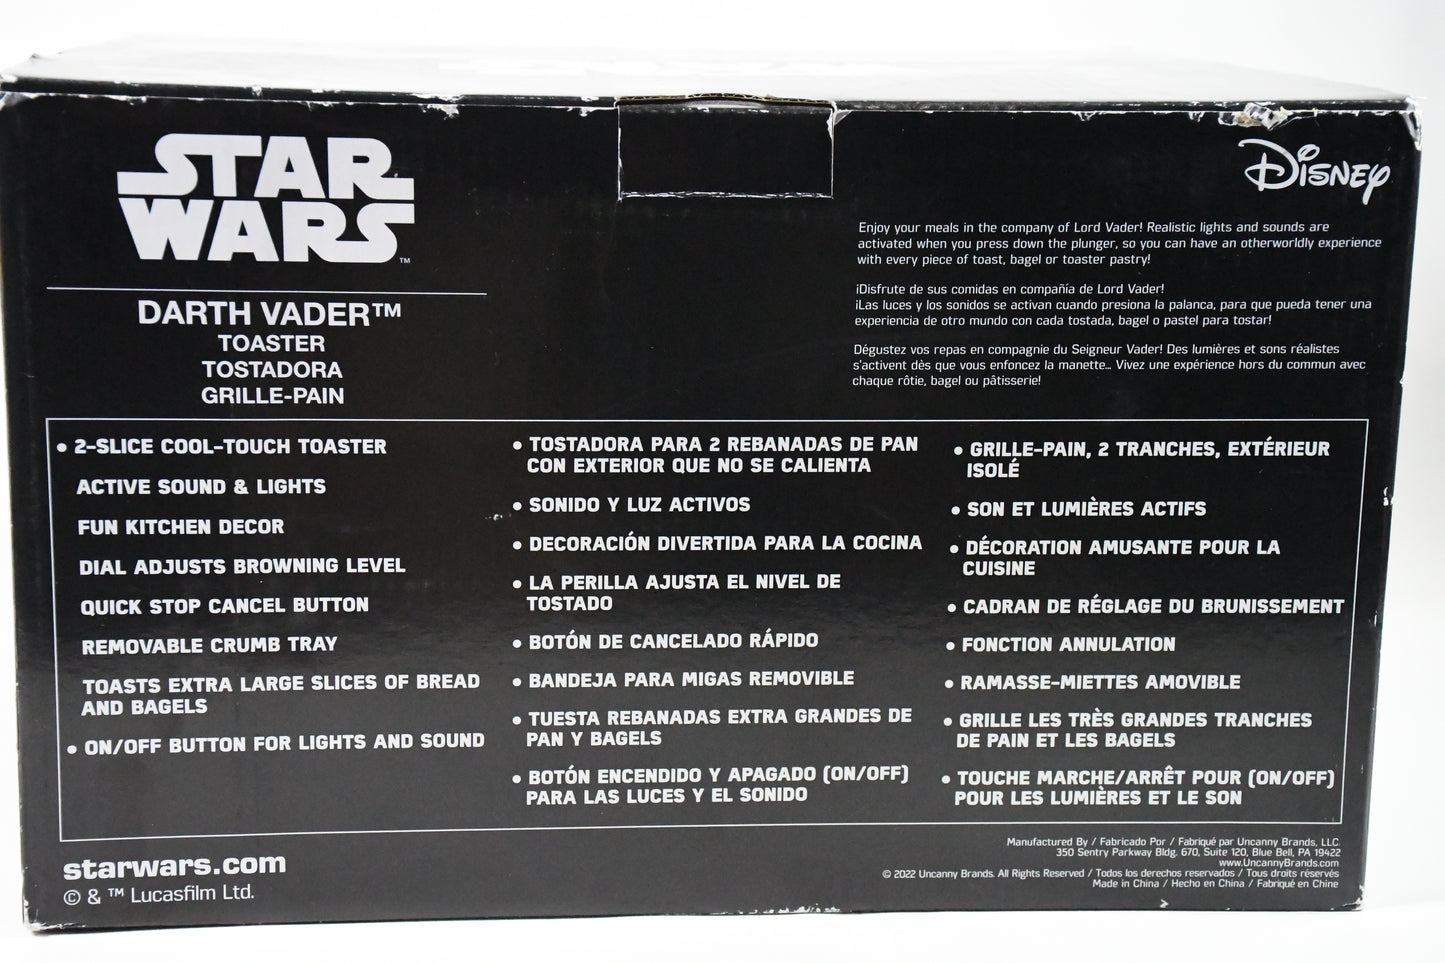 STAR
WARS™
DARTH VADER™
TOASTER
TOSTADORA
GRILLE-PAIN
Disney
Enjoy your meals in the company of Lord Vader! Realistic lights and sounds are
activated when you press down the plunger, so you can have an otherworldly experience
with every piece of toast, bagel or toaster pastry!
¡Disfrute de sus comidas en compañía de Lord Vader!
¡Las luces y los sonidos se activan cuando presiona la palanca, para que pueda tener una
experiencia de otro mundo con cada tostada, bagel o pastel para tostar!
Dégustez vos repas en compagnie du Seigneur Vader! Des lumières et sons réalistes
s'activent dès que vous enfoncez la manette... Vivez une expérience hors du commun avec
chaque rôtie, bagel ou pâtisserie!
• 2-SLICE COOL-TOUCH TOASTER
ACTIVE SOUND & LIGHTS
FUN KITCHEN DECOR
DIAL ADJUSTS BROWNING LEVEL
QUICK STOP CANCEL BUTTON
REMOVABLE CRUMB TRAY
TOASTS EXTRA LARGE SLICES OF BREAD
AND BAGELS
• ON/OFF BUTTON FOR LIGHTS AND SOUND
• TOSTADORA PARA 2 REBANADAS DE PAN
CON EXTERIOR QUE NO SE CALIENTA
• SONIDO Y LUZ ACTIVOS
• DECORACIÓN DIVERTIDA PARA LA COCINA
• LA PERILLA AJUSTA EL NIVEL DE
TOSTADO
• BOTÓN DE CANCELADO RÁPIDO
• BANDEJA PARA MIGAS REMOVIBLE
• TUESTA REBANADAS EXTRA GRANDES DE
PAN Y BAGELS
• BOTÓN ENCENDIDO Y APAGADO (ON/OFF)
PARA LAS LUCES Y EL SONIDO
• GRILLE-PAIN, 2 TRANCHES, EXTÉRIEUR
ISOLÉ
• SON ET LUMIÈRES ACTIFS
• DÉCORATION AMUSANTE POUR LA
CUISINE
• CADRAN DE RÉGLAGE DU BRUNISSEMENT
• FONCTION ANNULATION
• RAMASSE-MIETTES AMOVIBLE
• GRILLE LES TRÈS GRANDES TRANCHES
DE PAIN ET LES BAGELS
• TOUCHE MARCHE/ARRÊT POUR (ON/OFF)
POUR LES LUMIÈRES ET LE SON
starwars.com
© & ™ Lucasfilm Ltd.
Manufactured By / Fabricado Por / Fabriqué par Uncanny Brands, LLC.
350 Sentry Parkway Bldg. 670, Suite 120, Blue Bell, PA 19422
www.UncannyBrands.com
© 2022 Uncanny Brands. All Rights Reserved / Todos los derechos reservados / Tous droits réservés
Made in China / Hecho en China / Fabriqué en Chine